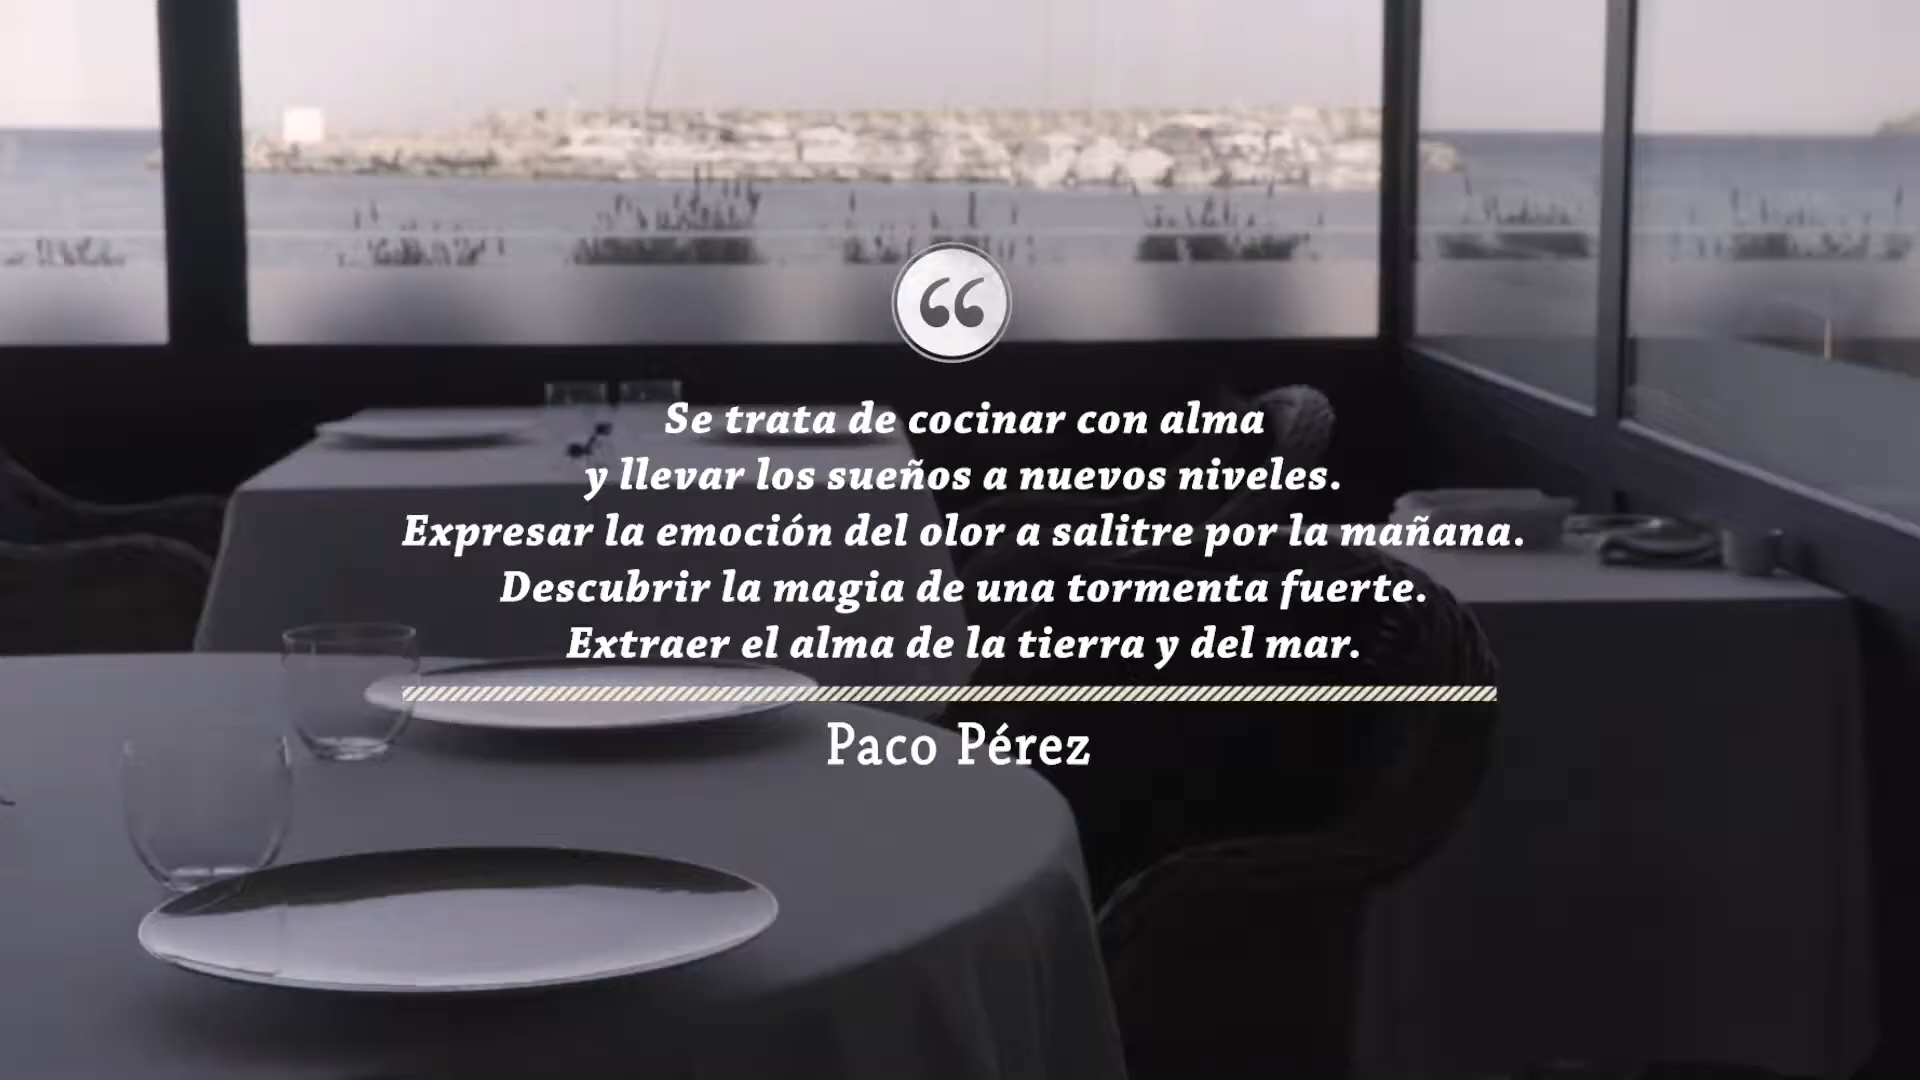 Se trata de cocinar con alma
y llevar los sueños a nuevos niveles.
Expresar la emoción del olor a salitre por la mañana.
Descubrir la magia de una tormenta fuerte.
Extraer el alma de la tierra y del mar.
Paco Pérez